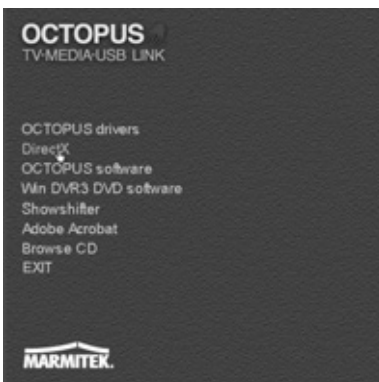 OCTOPUS
TV-MEDIA-USB LINK
OCTOPUS drivers
DirectX
OCTOPUS software
Win DVR3 DVD software
Showshifter
Adobe Acrobat
Browse CD
EXIT
MARMITEK.